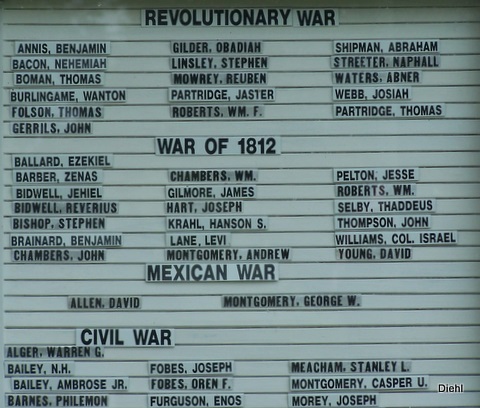 REVOLUTIONARY WAR
ANNIS, BENJAMIN GILDER, OBADIAH SHIPMAN, ABRAHAM
BACON, NEHEMIAH LINSLEY, STEPHEN STREETER, NAPHALL
BOMAN, THOMAS MOWREY, REUBEN WATERS, ABNER
BURLINGAME, WANTON PARTRIDGE, JASTER WEBB, JOSIAH
FOLSON, THOMAS ROBERTS, WM. F. PARTRIDGE, THOMAS
GERRILS, JOHN
WAR OF 1812
BALLARD, EZEKIEL
BARBER, ZENAS CHAMBERS, WM. PELTON, JESSE
BIDWELL, JEHIEL GILMORE, JAMES ROBERTS, WM.
BIDWELL, REVERIUS HART, JOSEPH SELBY, THADDEUS
BISHOP, STEPHEN KRAHL, HANSON S. THOMPSON, JOHN
BRAINARD, BENJAMIN LANE, LEVI WILLIAMS, COL. ISRAEL
CHAMBERS, JOHN MONTGOMERY, ANDREW YOUNG, DAVID
MEXICAN WAR
ALLEN, DAVID MONTGOMERY, GEORGE W.
CIVIL WAR
ALGER, WARREN G.
BAILEY, N.H. FOBES, JOSEPH MEACHAM, STANLEY L.
BAILEY, AMBROSE JR. FOBES, OREN F. MONTGOMERY, CASPER U.
BARNES, PHILEMON FURGUSON, ENOS MOREY, JOSEPH
Diehl